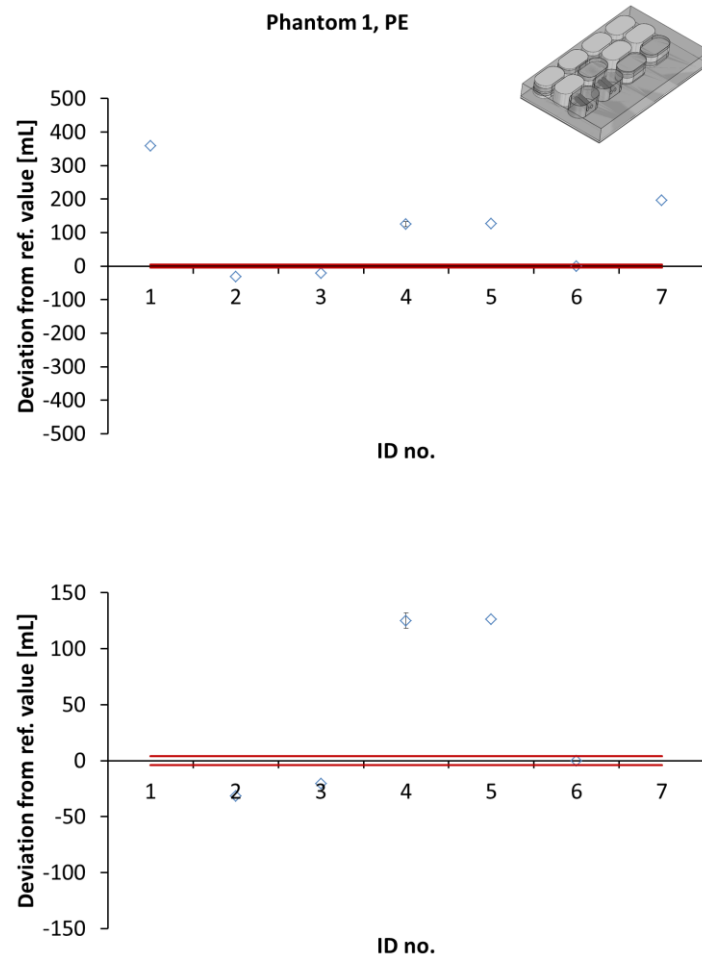 Phantom 1, PE
Deviation from ref. value [mL]
500
400
300
200
100
0
-100
-200
-300
-400
-500
1 2 3 4 5 6 7
ID no.
Deviation from ref. value [mL]
150
100
50
0
-50
-100
-150
1 2 3 4 5 6 7
ID no.